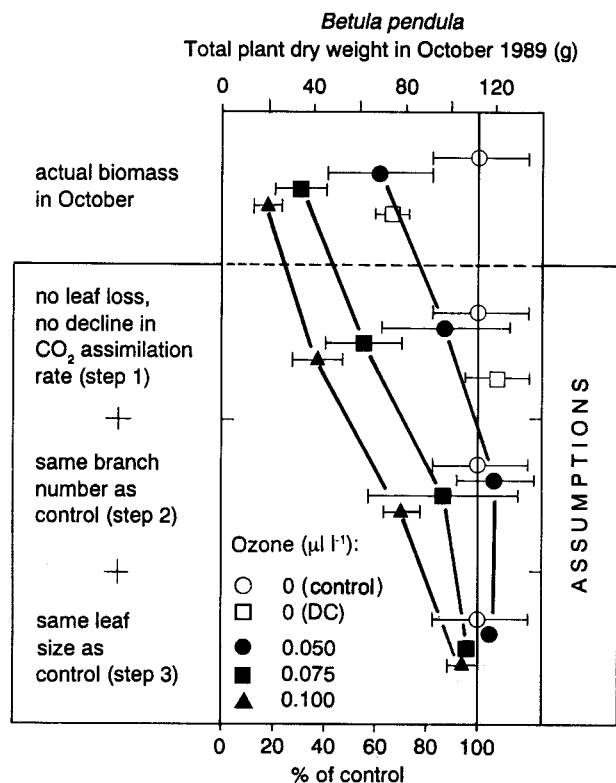 Betula pendula
Total plant dry weight in October 1989 (g)
0 40 80 120
actual biomass
in October
no leaf loss,
no decline in
CO₂ assimilation
rate (step 1)
+
same branch
number as
control (step 2)
+
same leaf
size as
control (step 3)
Ozone (µl l⁻¹):
0 (control)
0 (DC)
0.050
0.075
0.100
ASSUMPTIONS
0 20 40 60 80 100
% of control